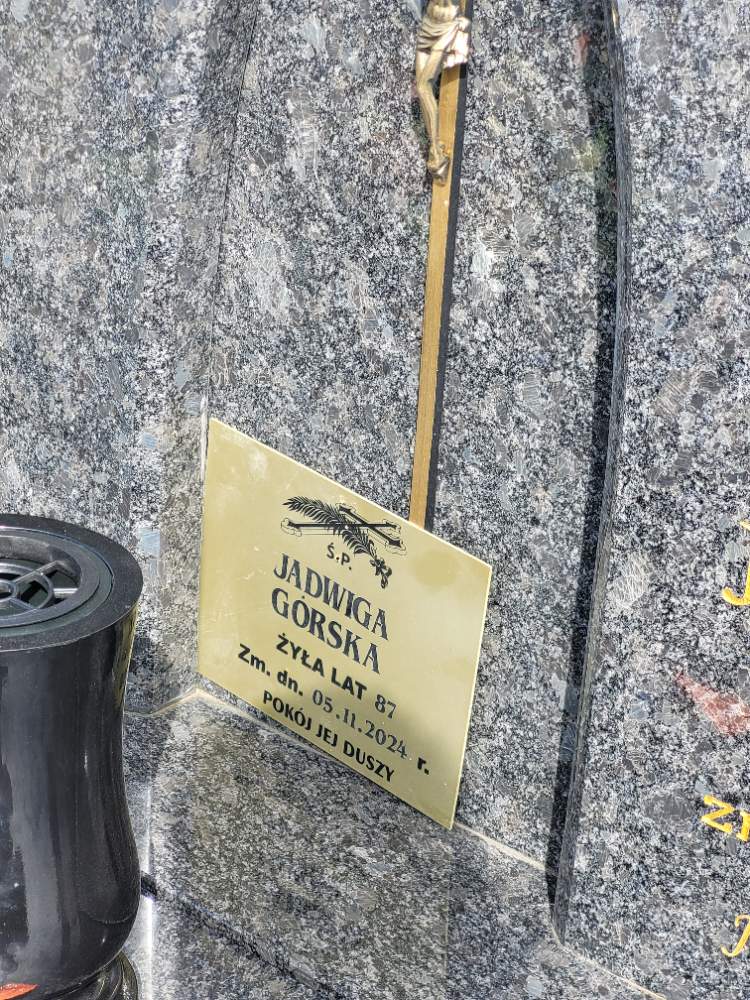 Ś.P.
JADWIGA
GÓRSKA
ŻYŁA LAT 87
Zm. dn. 05.11.2024 r.
POKÓJ JEJ DUSZY